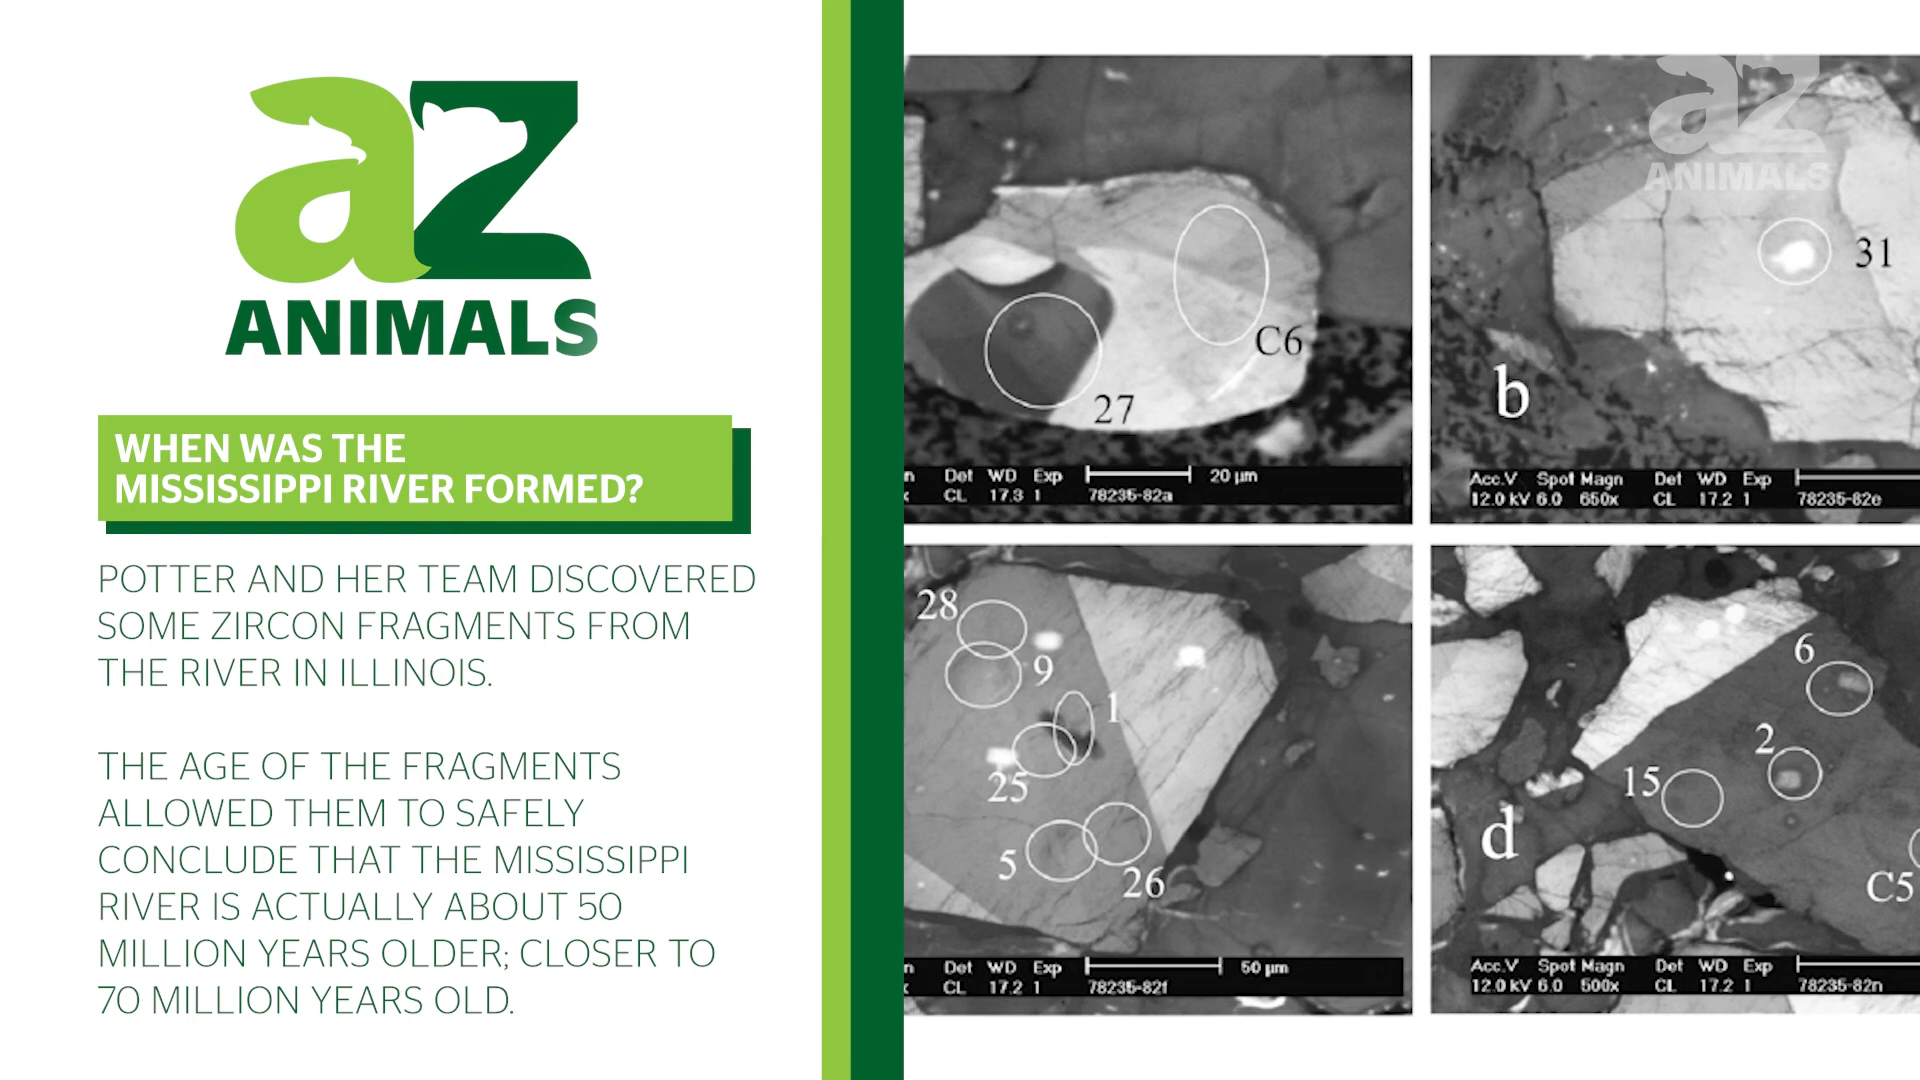 az
ANIMALS
WHEN WAS THE
MISSISSIPPI RIVER FORMED?
POTTER AND HER TEAM DISCOVERED
SOME ZIRCON FRAGMENTS FROM
THE RIVER IN ILLINOIS.
THE AGE OF THE FRAGMENTS
ALLOWED THEM TO SAFELY
CONCLUDE THAT THE MISSISSIPPI
RIVER IS ACTUALLY ABOUT 50
MILLION YEARS OLDER; CLOSER TO
70 MILLION YEARS OLD.
C6
27
Det WD Exp 20 µm
CL 17.3 1 78235-82a
az
ANIMALS
31
b
Acc.V Spot Magn Det WD Exp
12.0 kV 6.0 650x CL 17.2 1 78235-82e
28
9
1
25
5
26
Det WD Exp 50 µm
CL 17.2 1 78235-82f
6
2
15
d
C5
Acc.V Spot Magn Det WD Exp
12.0 kV 6.0 500x CL 17.2 1 78235-82n